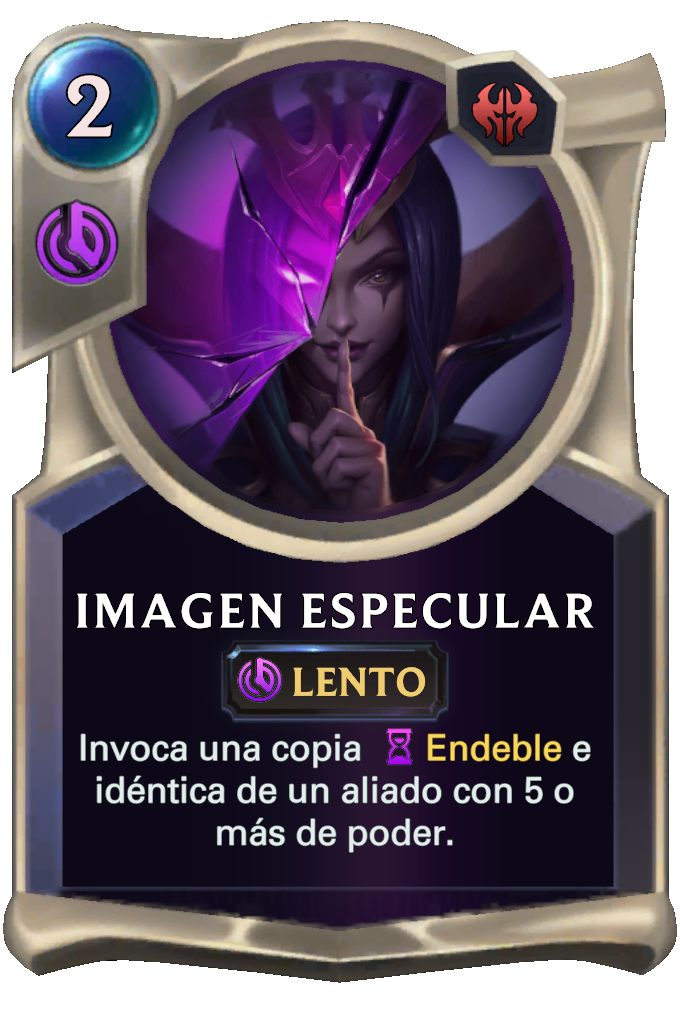 2
IMAGEN ESPECULAR
LENTO
Invoca una copia Endeble e
idéntica de un aliado con 5 o
más de poder.